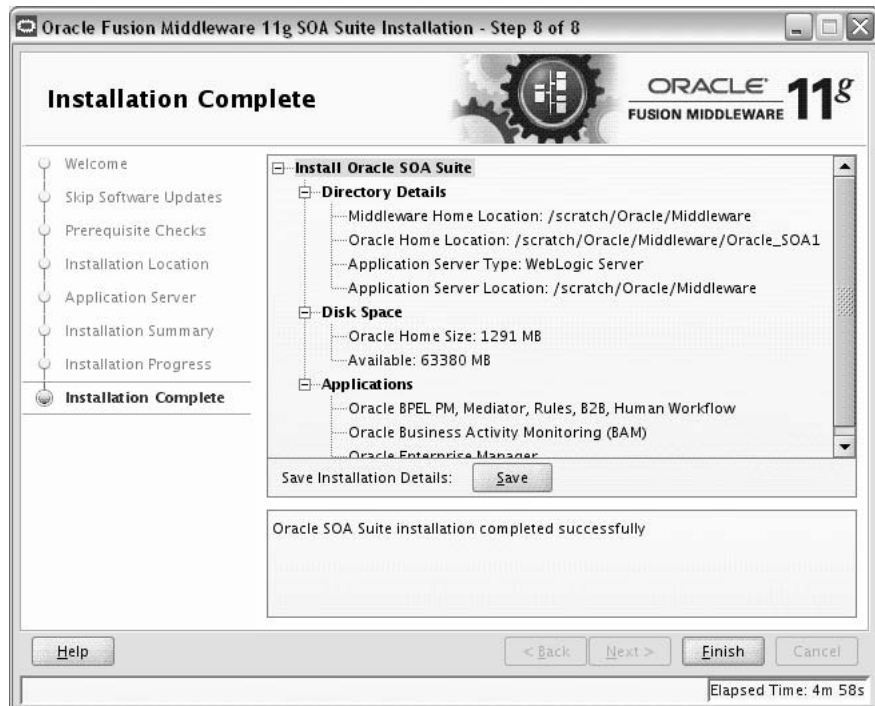 Oracle Fusion Middleware 11g SOA Suite Installation - Step 8 of 8
Installation Complete
ORACLE
FUSION MIDDLEWARE
11g
Welcome
Skip Software Updates
Prerequisite Checks
Installation Location
Application Server
Installation Summary
Installation Progress
Installation Complete
Install Oracle SOA Suite
Directory Details
Middleware Home Location: /scratch/Oracle/Middleware
Oracle Home Location: /scratch/Oracle/Middleware/Oracle_SOA1
Application Server Type: WebLogic Server
Application Server Location: /scratch/Oracle/Middleware
Disk Space
Oracle Home Size: 1291 MB
Available: 63380 MB
Applications
Oracle BPEL PM, Mediator, Rules, B2B, Human Workflow
Oracle Business Activity Monitoring (BAM)
Oracle Enterprise Manager
Save Installation Details: Save
Oracle SOA Suite installation completed successfully
Help < Back Next > Finish Cancel
Elapsed Time: 4m 58s